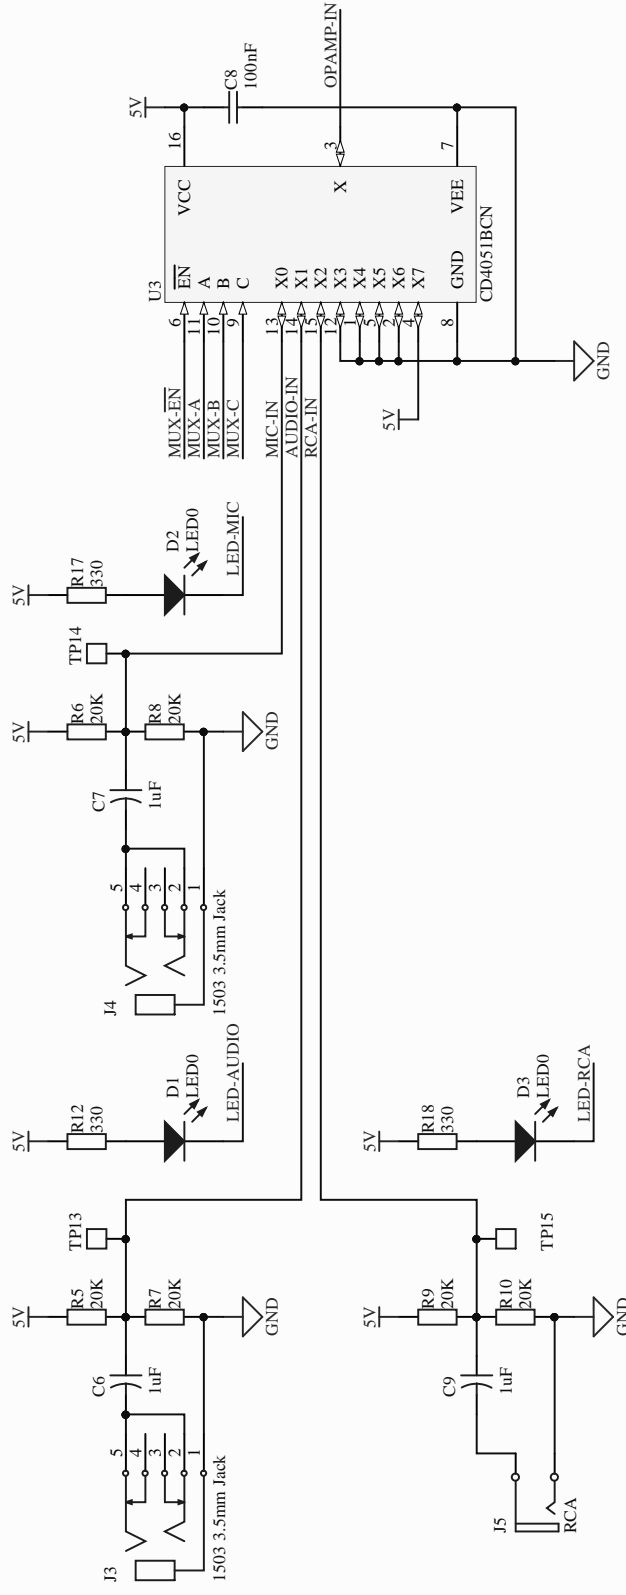 5V
C8
100nF
OPAMP-IN
16
3
7
VCC
X
VEE
U3
EN
A
B
C
X0
X1
X2
X3
X4
X5
X6
X7
GND
CD4051BCN
6
11
10
9
13
14
15
12
1
5
2
4
8
MUX-EN
MUX-A
MUX-B
MUX-C
MIC-IN
AUDIO-IN
RCA-IN
5V
GND
5V
R17
330
D2
LED0
LED-MIC
TP14
5V
R6
20K
R8
20K
GND
C7
1uF
5
4
3
2
1
J4
1503 3.5mm Jack
5V
R12
330
D1
LED0
LED-AUDIO
TP13
5V
R5
20K
R7
20K
GND
C6
1uF
5
4
3
2
1
J3
1503 3.5mm Jack
5V
R18
330
D3
LED0
LED-RCA
TP15
5V
R9
20K
R10
20K
GND
C9
1uF
J5
RCA